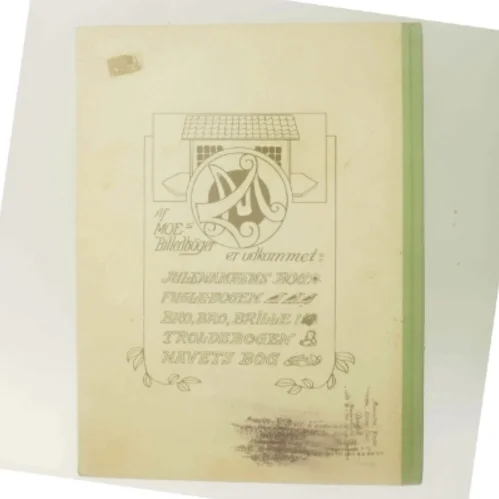 Af
MOE=
Billedbøger
er udkommet:
JULEMANDENS BOG
FUGLEBOGEN
BRO, BRO, BRILLE!
TROLDEBOGEN
HAVETS BOG